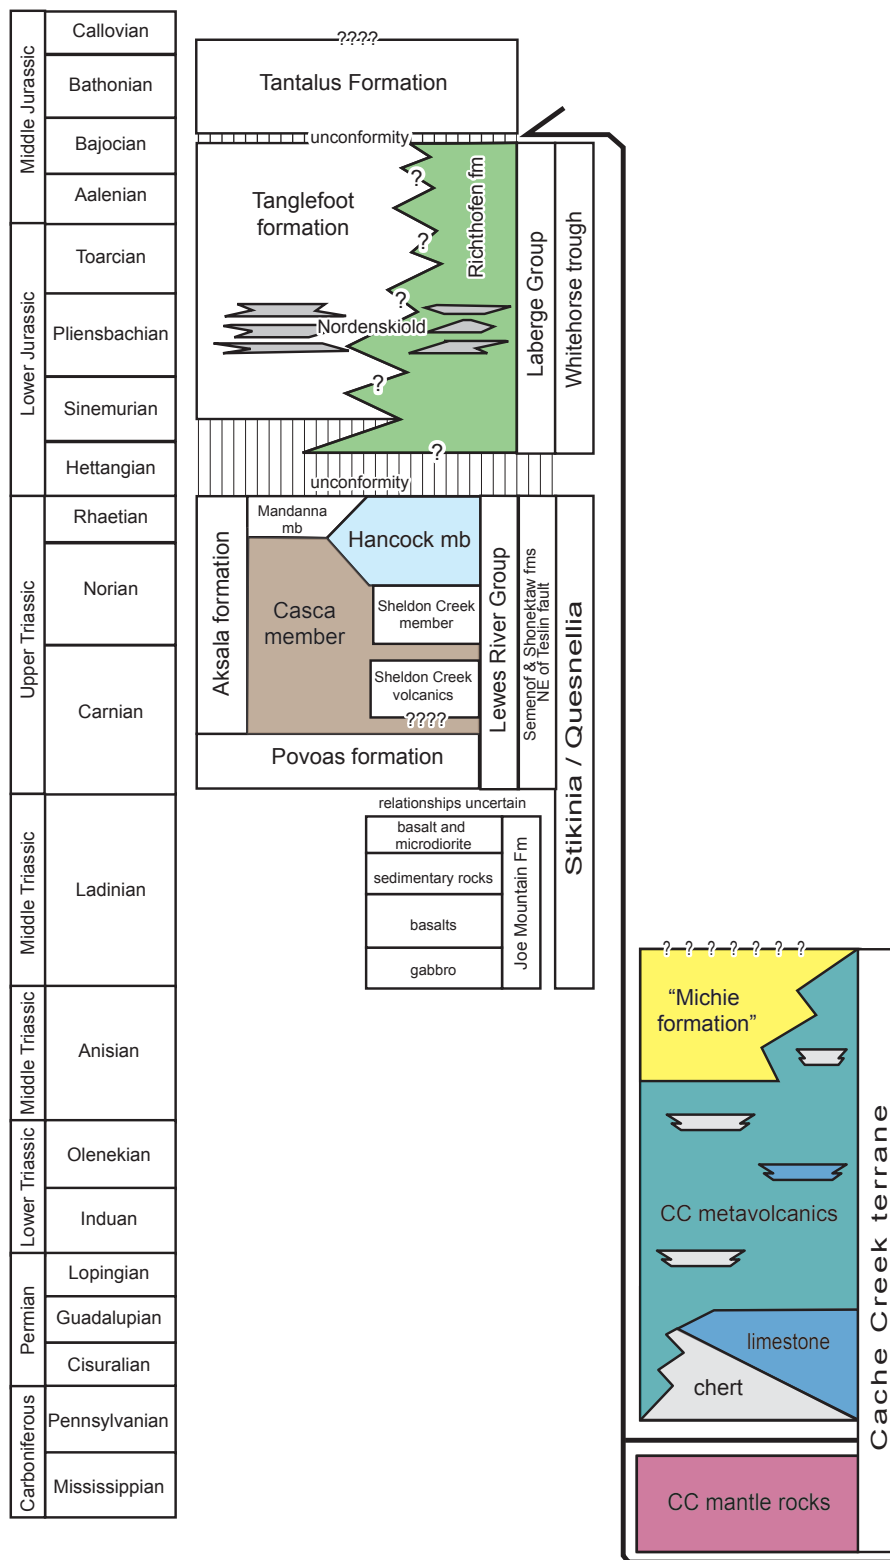 Middle Jurassic
Callovian
Bathonian
Bajocian
Aalenian
Lower Jurassic
Toarcian
Pliensbachian
Sinemurian
Hettangian
Upper Triassic
Rhaetian
Norian
Carnian
Middle Triassic
Ladinian
Middle Triassic
Anisian
Lower Triassic
Olenekian
Induan
Permian
Lopingian
Guadalupian
Cisuralian
Carboniferous
Pennsylvanian
Mississippian
????
Tantalus Formation
unconformity
Tanglefoot
formation
?
?
?
?
?
Richthofen fm
Nordenskiold
Laberge Group
Whitehorse trough
unconformity
Aksala formation
Mandanna
mb
Hancock mb
Casca
member
Sheldon Creek
member
Sheldon Creek
volcanics
????
Povoas formation
Lewes River Group
Semenof & Shonektaw fms
NE of Teslin fault
Stikinia / Quesnellia
relationships uncertain
basalt and
microdiorite
sedimentary rocks
basalts
gabbro
Joe Mountain Fm
? ? ? ? ? ? ?
“Michie
formation”
CC metavolcanics
limestone
chert
CC mantle rocks
Cache Creek terrane